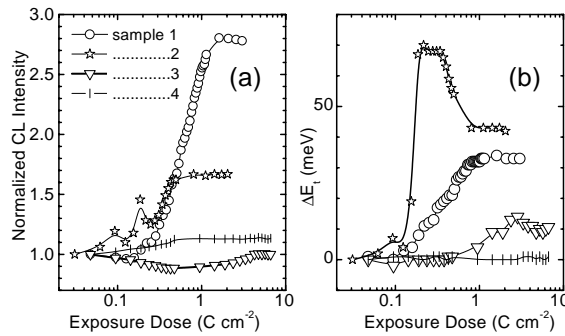 3.0
2.5
2.0
1.5
1.0
Normalized CL Intensity
sample 1
............2
............3
............4
(a)
0.1 1 10
Exposure Dose (C cm⁻²)
50
0
ΔEₜ (meV)
(b)
0.1 1 10
Exposure Dose (C cm⁻²)